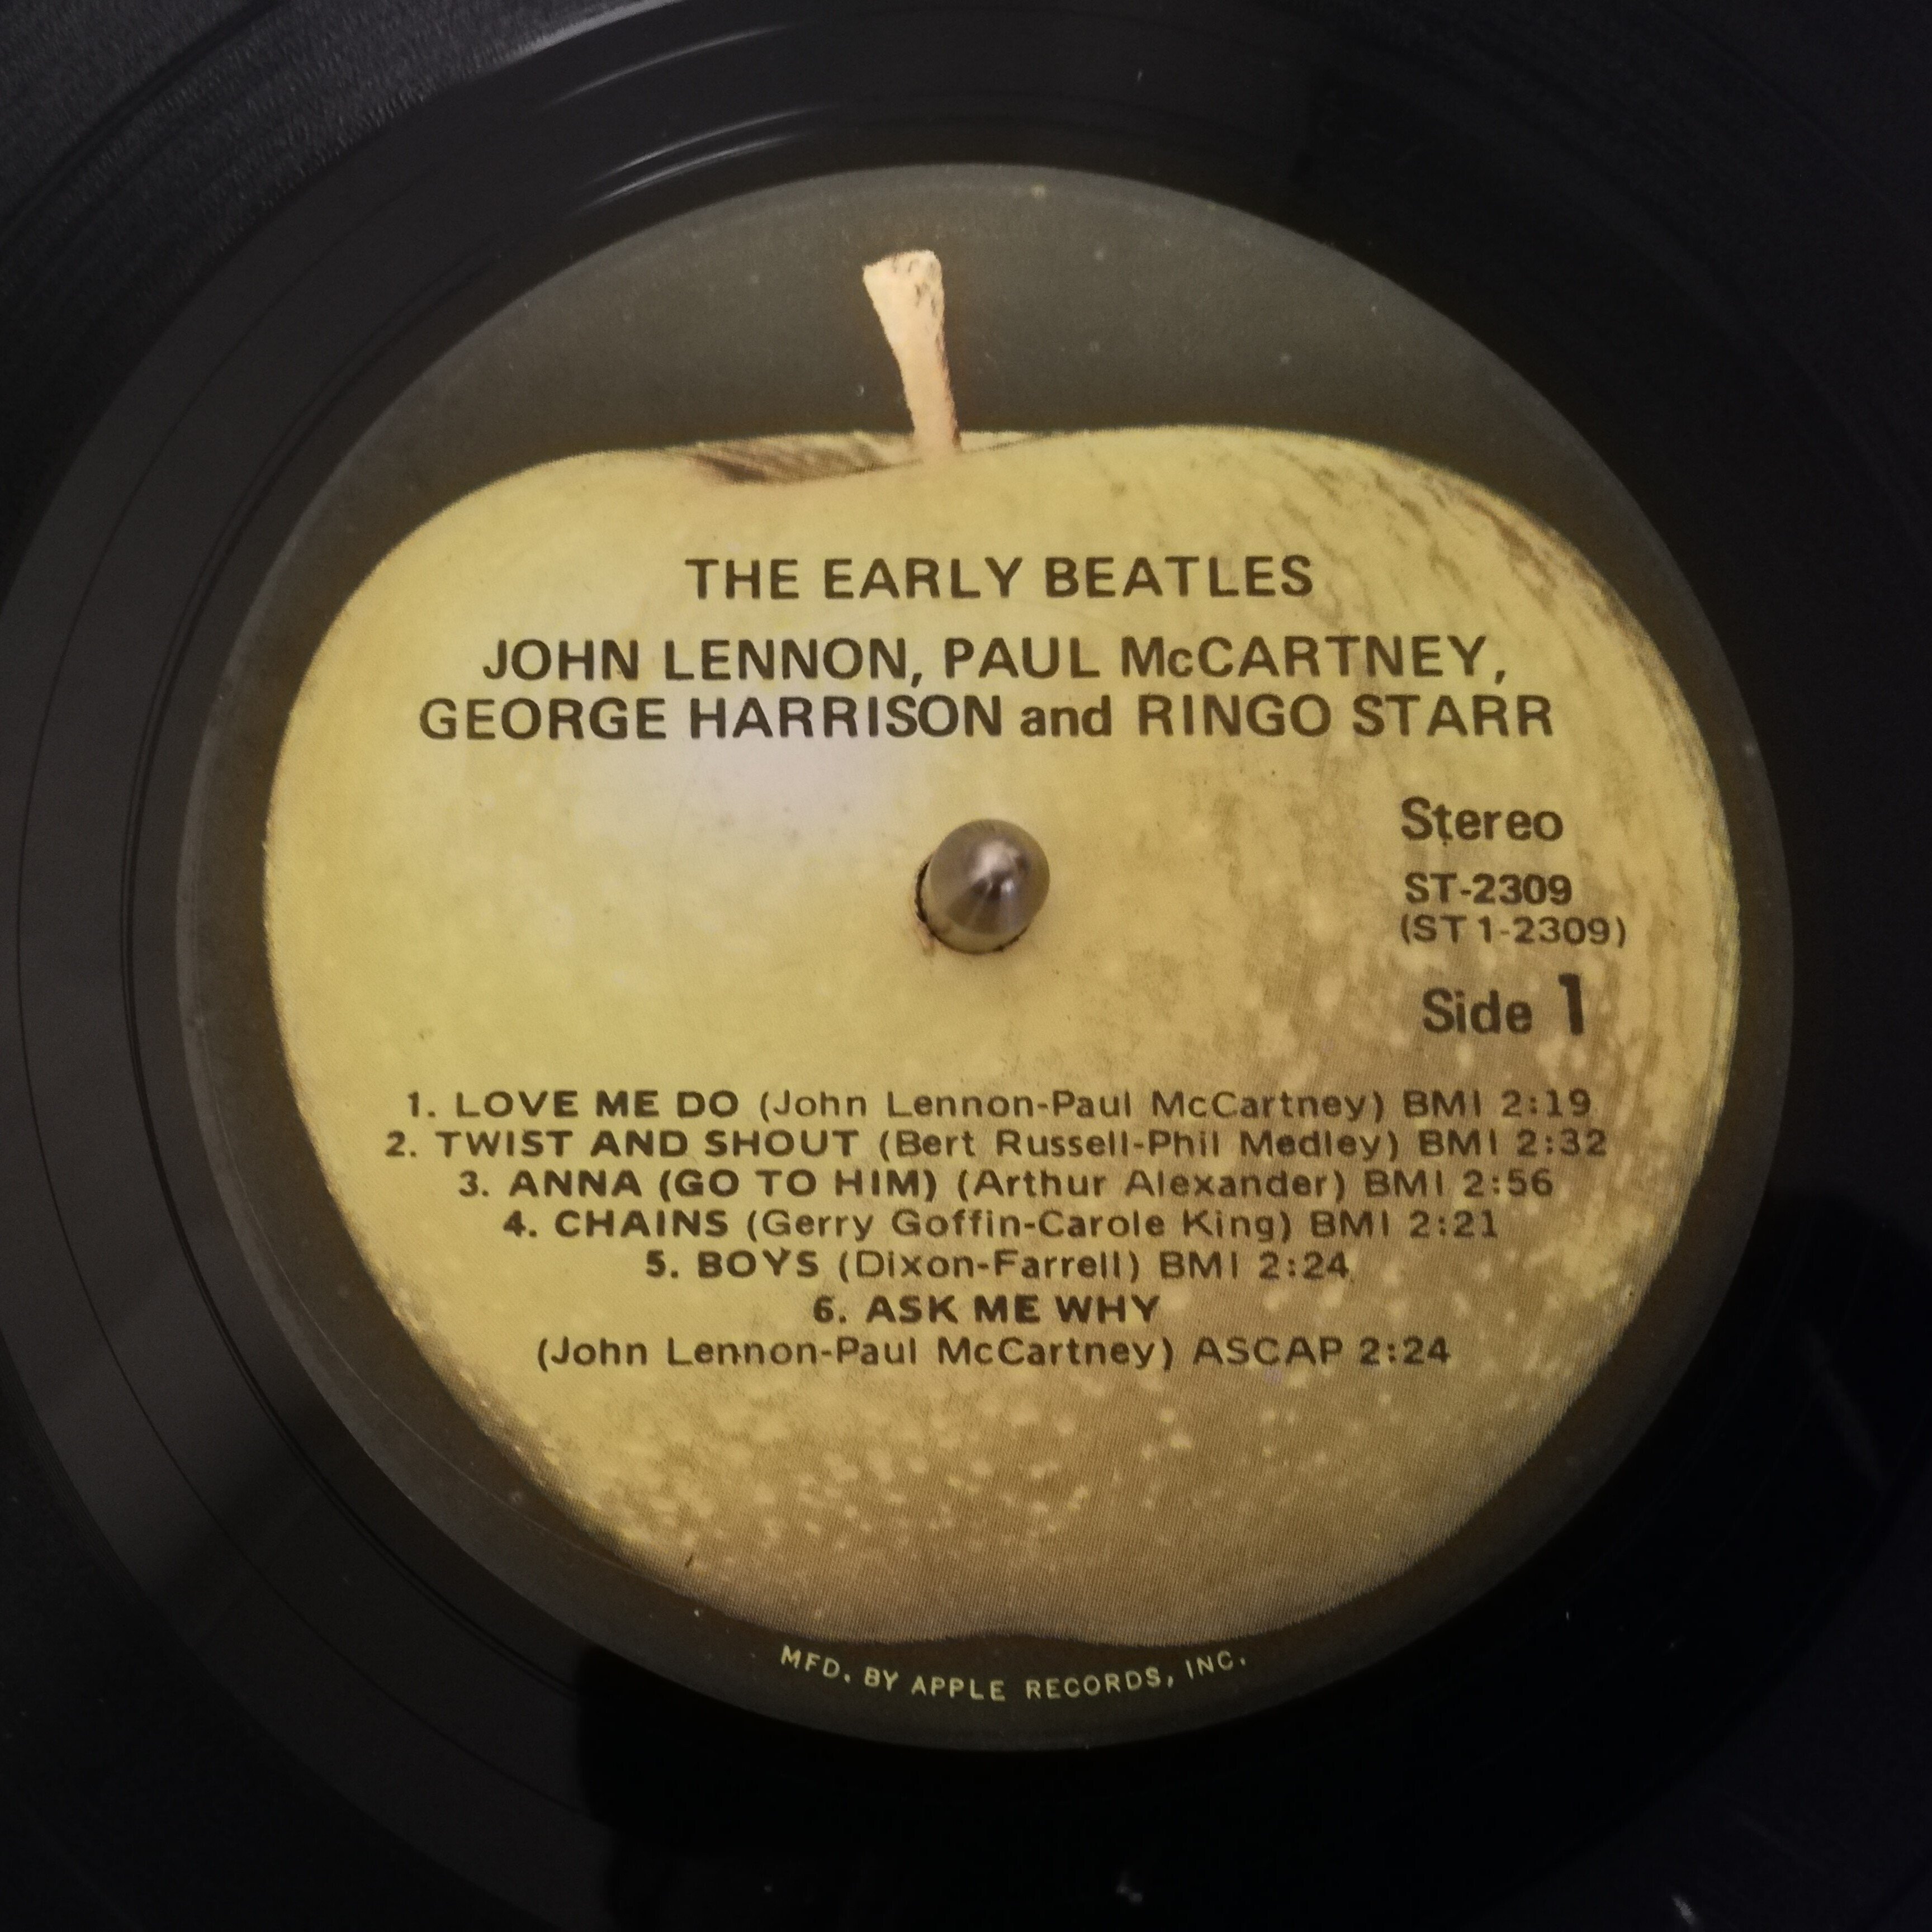 THE EARLY BEATLES
JOHN LENNON, PAUL McCARTNEY,
GEORGE HARRISON and RINGO STARR
Stereo
ST-2309
(ST 1-2309)
Side 1
1. LOVE ME DO (John Lennon-Paul McCartney) BMI 2:19
2. TWIST AND SHOUT (Bert Russell-Phil Medley) BMI 2:32
3. ANNA (GO TO HIM) (Arthur Alexander) BMI 2:56
4. CHAINS (Gerry Goffin-Carole King) BMI 2:21
5. BOYS (Dixon-Farrell) BMI 2:24
6. ASK ME WHY
(John Lennon-Paul McCartney) ASCAP 2:24
MFD. BY APPLE RECORDS, INC.